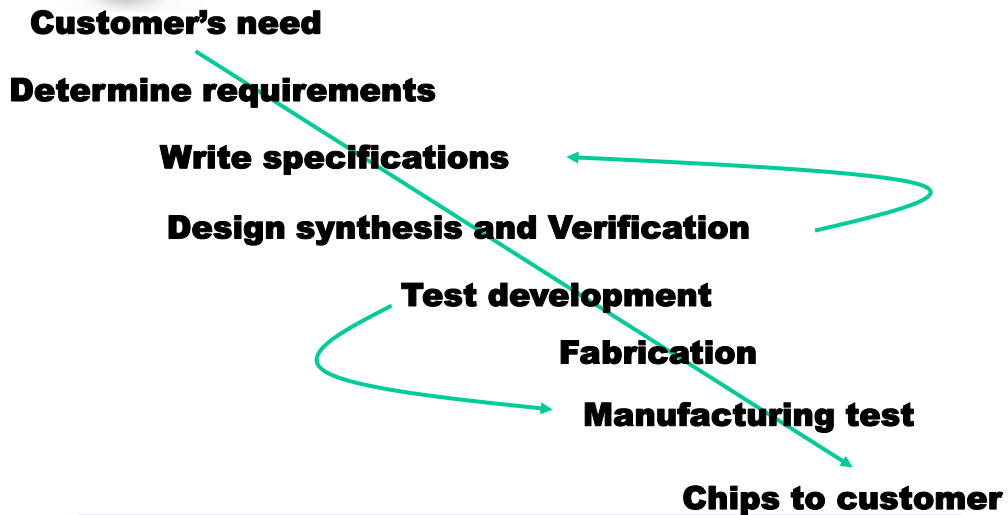 Customer’s need
Determine requirements
Write specifications
Design synthesis and Verification
Test development
Fabrication
Manufacturing test
Chips to customer